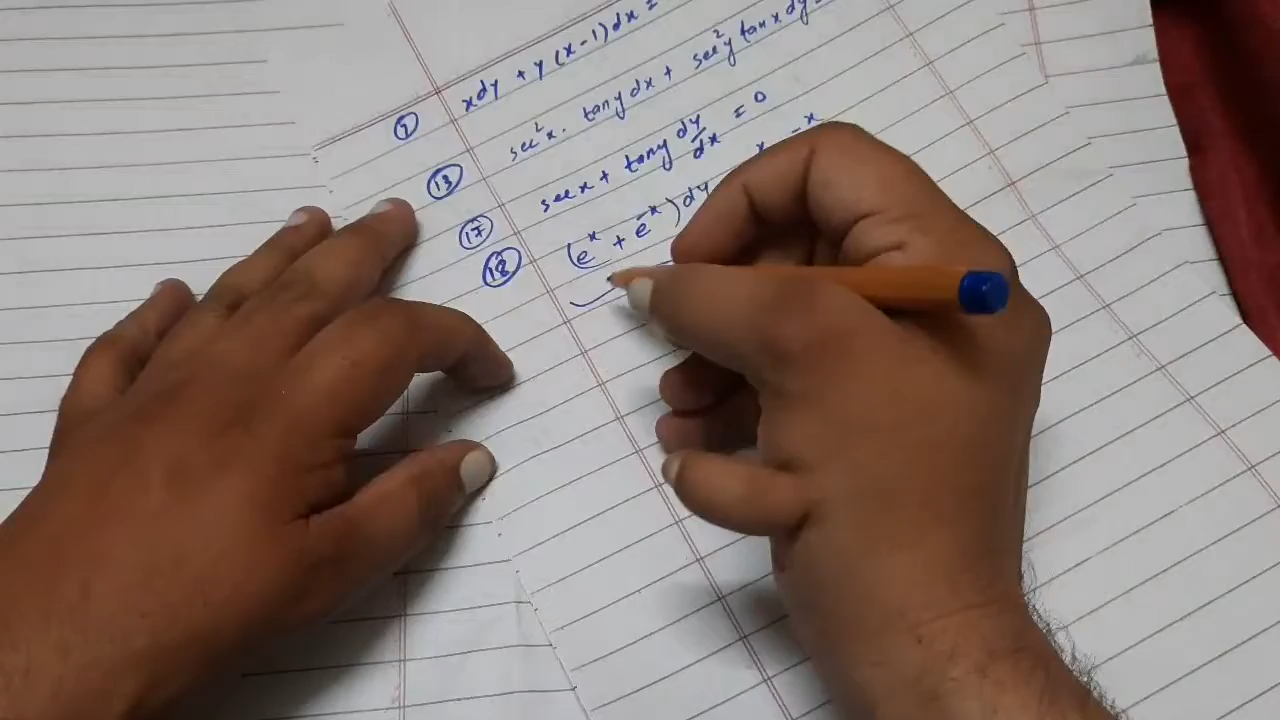 ⑦ xdy + y (x-1) dx =
⑬ sec²x. tany dx + sec²y tanx dy =
⑰ secx + tany dy/dx = 0
⑱ (eˣ + e⁻ˣ) dy x -x